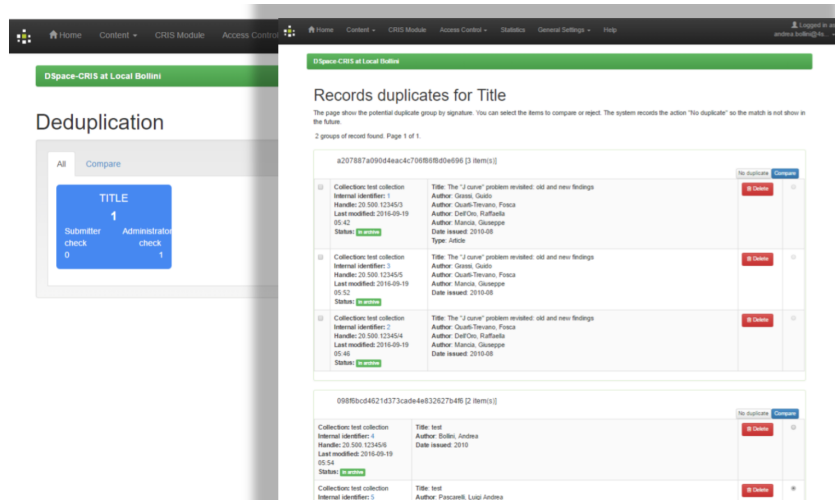 Home Content CRIS Module Access Control
DSpace-CRIS at Local Bollini
Deduplication
All Compare
TITLE
1
Submitter check Administrator check
0 1
Home Content CRIS Module Access Control Statistics General Settings Help
Logged in as
andrea.bollini@4s...
DSpace-CRIS at Local Bollini
Records duplicates for Title
The page show the potential duplicate group by signature. You can select the items to compare or reject. The system records the action "No duplicate" so the match is not show in
the future.
2 groups of record found. Page 1 of 1.
[3 item(s)]
No duplicate Compare
Collection: test collection
Internal identifier: 1
Handle: 20.500.12345/3
Last modified: 2016-09-19
05:42
Status: In archive
Title: The "J curve" problem revisited: old and new findings
Author: Grassi, Guido
Author: Quarti-Trevano, Fosca
Author: Dell'Oro, Raffaella
Author: Mancia, Giuseppe
Date issued: 2010-08
Type: Article
Delete
Collection: test collection
Internal identifier: 3
Handle: 20.500.12345/5
Last modified: 2016-09-19
05:52
Status: In archive
Title: The "J curve" problem revisited: old and new findings
Author: Grassi, Guido
Author: Quarti-Trevano, Fosca
Author: Mancia, Giuseppe
Date issued: 2010-08
Delete
Collection: test collection
Internal identifier: 2
Handle: 20.500.12345/4
Last modified: 2016-09-19
05:46
Status: In archive
Title: The "J curve" problem revisited: old and new findings
Author: Quarti-Trevano, Fosca
Author: Dell'Oro, Raffaella
Author: Mancia, Giuseppe
Date issued: 2010-08
Delete
098f6bcd4621d373cade4e832627b4f6 [2 item(s)]
No duplicate Compare
Collection: test collection
Internal identifier: 4
Handle: 20.500.12345/6
Last modified: 2016-09-19
05:54
Status: In archive
Title: test
Author: Bollini, Andrea
Date issued: 2010
Delete
Collection: test collection
Internal identifier: 5
Title: test
Author: Pascarelli, Luigi Andrea
Delete